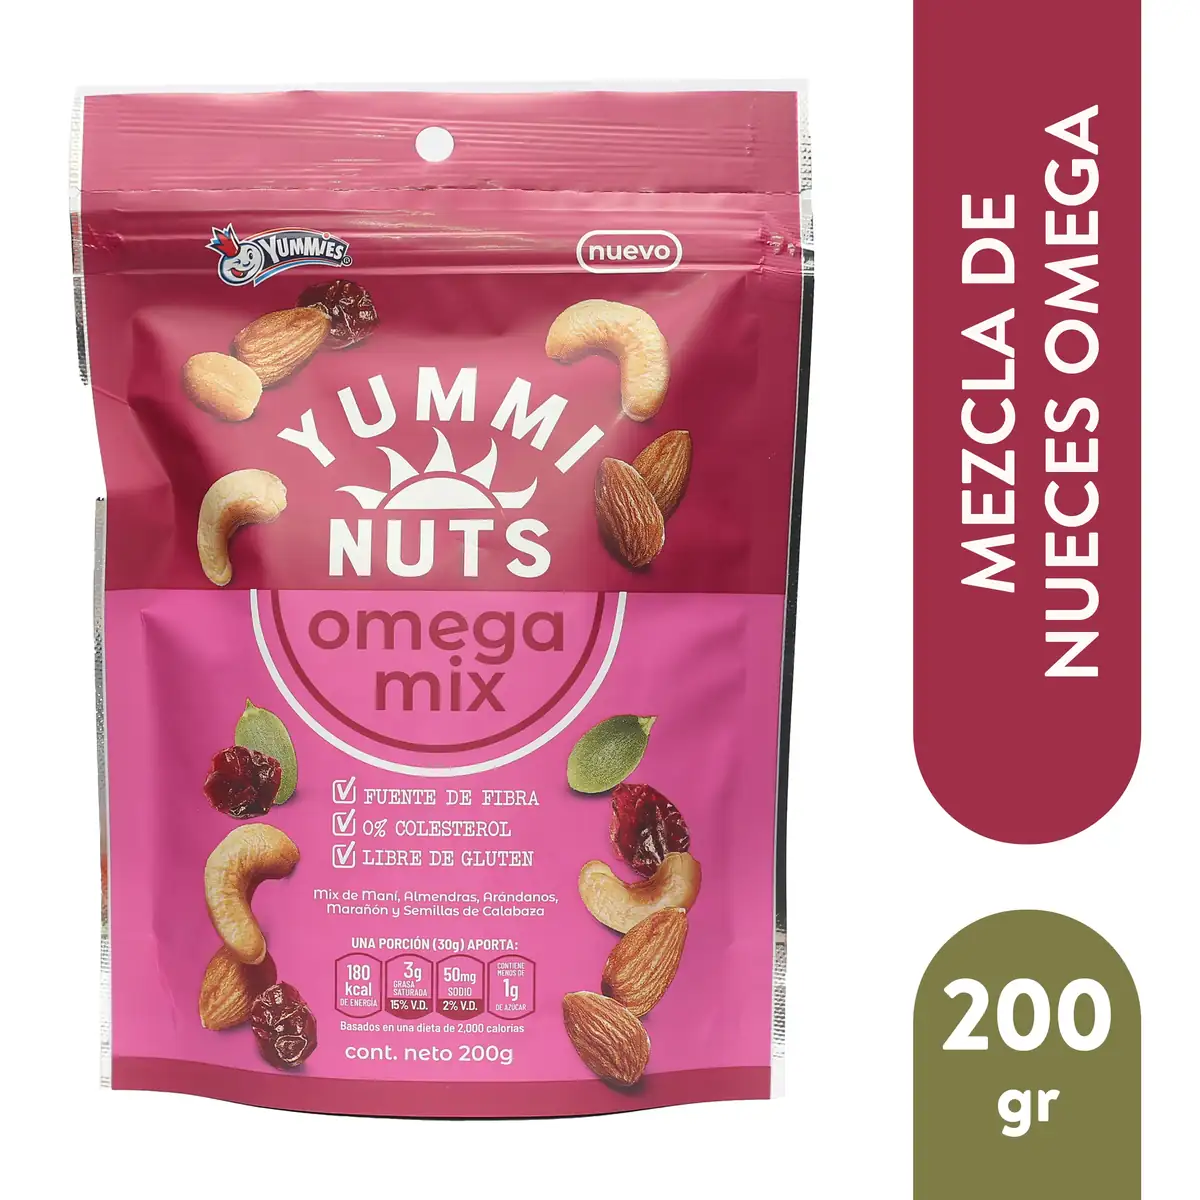 YUMMIES®
nuevo
YUMMI
NUTS
omega
mix
FUENTE DE FIBRA
0% COLESTEROL
LIBRE DE GLUTEN
Mix de Maní, Almendras, Arándanos,
Marañón y Semillas de Calabaza
UNA PORCIÓN (30g) APORTA:
180
kcal
DE ENERGÍA
3g
GRASA
SATURADA
15% V.D.
50mg
SODIO
2% V.D.
CONTIENE
MENOS DE
1g
DE AZUCAR
Basados en una dieta de 2,000 calorías
cont. neto 200g
MEZCLA DE
NUECES OMEGA
200
gr